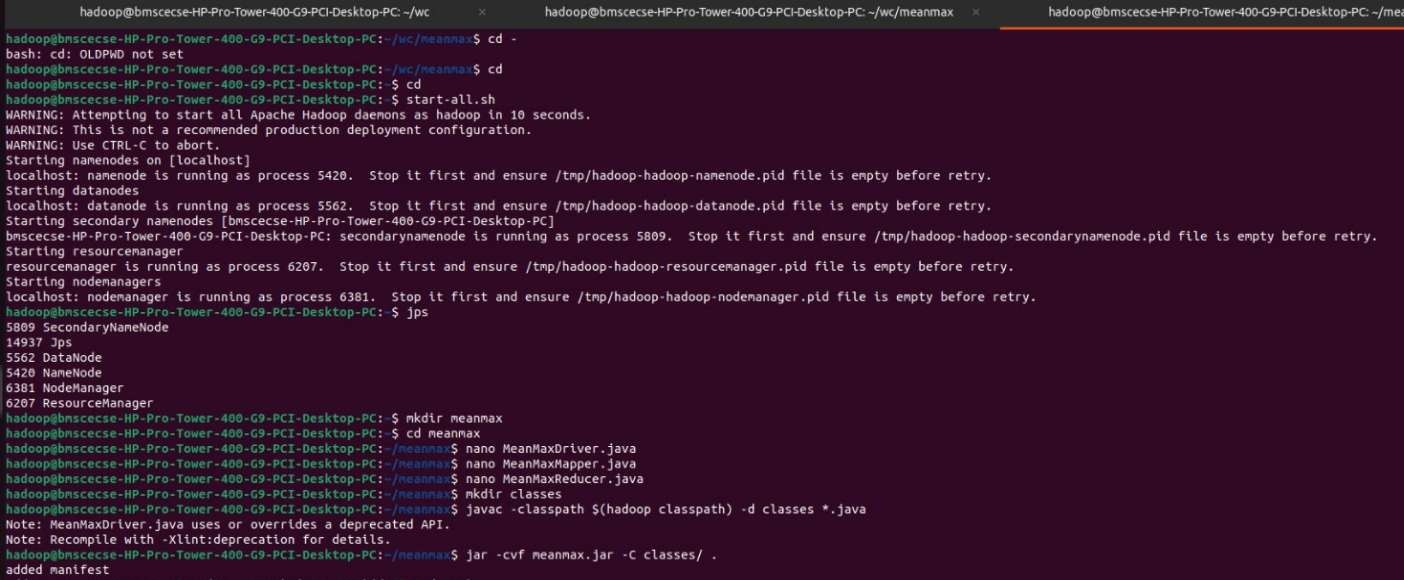 hadoop@bmscecse-HP-Pro-Tower-400-G9-PCI-Desktop-PC: ~/wc × hadoop@bmscecse-HP-Pro-Tower-400-G9-PCI-Desktop-PC: ~/wc/meanmax × hadoop@bmscecse-HP-Pro-Tower-400-G9-PCI-Desktop-PC: ~/mea
hadoop@bmscecse-HP-Pro-Tower-400-G9-PCI-Desktop-PC:~/wc/meanmax$ cd -
bash: cd: OLDPWD not set
hadoop@bmscecse-HP-Pro-Tower-400-G9-PCI-Desktop-PC:~/wc/meanmax$ cd
hadoop@bmscecse-HP-Pro-Tower-400-G9-PCI-Desktop-PC:~$ cd
hadoop@bmscecse-HP-Pro-Tower-400-G9-PCI-Desktop-PC:~$ start-all.sh
WARNING: Attempting to start all Apache Hadoop daemons as hadoop in 10 seconds.
WARNING: This is not a recommended production deployment configuration.
WARNING: Use CTRL-C to abort.
Starting namenodes on [localhost]
localhost: namenode is running as process 5420.  Stop it first and ensure /tmp/hadoop-hadoop-namenode.pid file is empty before retry.
Starting datanodes
localhost: datanode is running as process 5562.  Stop it first and ensure /tmp/hadoop-hadoop-datanode.pid file is empty before retry.
Starting secondary namenodes [bmscecse-HP-Pro-Tower-400-G9-PCI-Desktop-PC]
bmscecse-HP-Pro-Tower-400-G9-PCI-Desktop-PC: secondarynamenode is running as process 5809.  Stop it first and ensure /tmp/hadoop-hadoop-secondarynamenode.pid file is empty before retry.
Starting resourcemanager
resourcemanager is running as process 6207.  Stop it first and ensure /tmp/hadoop-hadoop-resourcemanager.pid file is empty before retry.
Starting nodemanagers
localhost: nodemanager is running as process 6381.  Stop it first and ensure /tmp/hadoop-hadoop-nodemanager.pid file is empty before retry.
hadoop@bmscecse-HP-Pro-Tower-400-G9-PCI-Desktop-PC:~$ jps
5809 SecondaryNameNode
14937 Jps
5562 DataNode
5420 NameNode
6381 NodeManager
6207 ResourceManager
hadoop@bmscecse-HP-Pro-Tower-400-G9-PCI-Desktop-PC:~$ mkdir meanmax
hadoop@bmscecse-HP-Pro-Tower-400-G9-PCI-Desktop-PC:~$ cd meanmax
hadoop@bmscecse-HP-Pro-Tower-400-G9-PCI-Desktop-PC:~/meanmax$ nano MeanMaxDriver.java
hadoop@bmscecse-HP-Pro-Tower-400-G9-PCI-Desktop-PC:~/meanmax$ nano MeanMaxMapper.java
hadoop@bmscecse-HP-Pro-Tower-400-G9-PCI-Desktop-PC:~/meanmax$ nano MeanMaxReducer.java
hadoop@bmscecse-HP-Pro-Tower-400-G9-PCI-Desktop-PC:~/meanmax$ mkdir classes
hadoop@bmscecse-HP-Pro-Tower-400-G9-PCI-Desktop-PC:~/meanmax$ javac -classpath $(hadoop classpath) -d classes *.java
Note: MeanMaxDriver.java uses or overrides a deprecated API.
Note: Recompile with -Xlint:deprecation for details.
hadoop@bmscecse-HP-Pro-Tower-400-G9-PCI-Desktop-PC:~/meanmax$ jar -cvf meanmax.jar -C classes/ .
added manifest